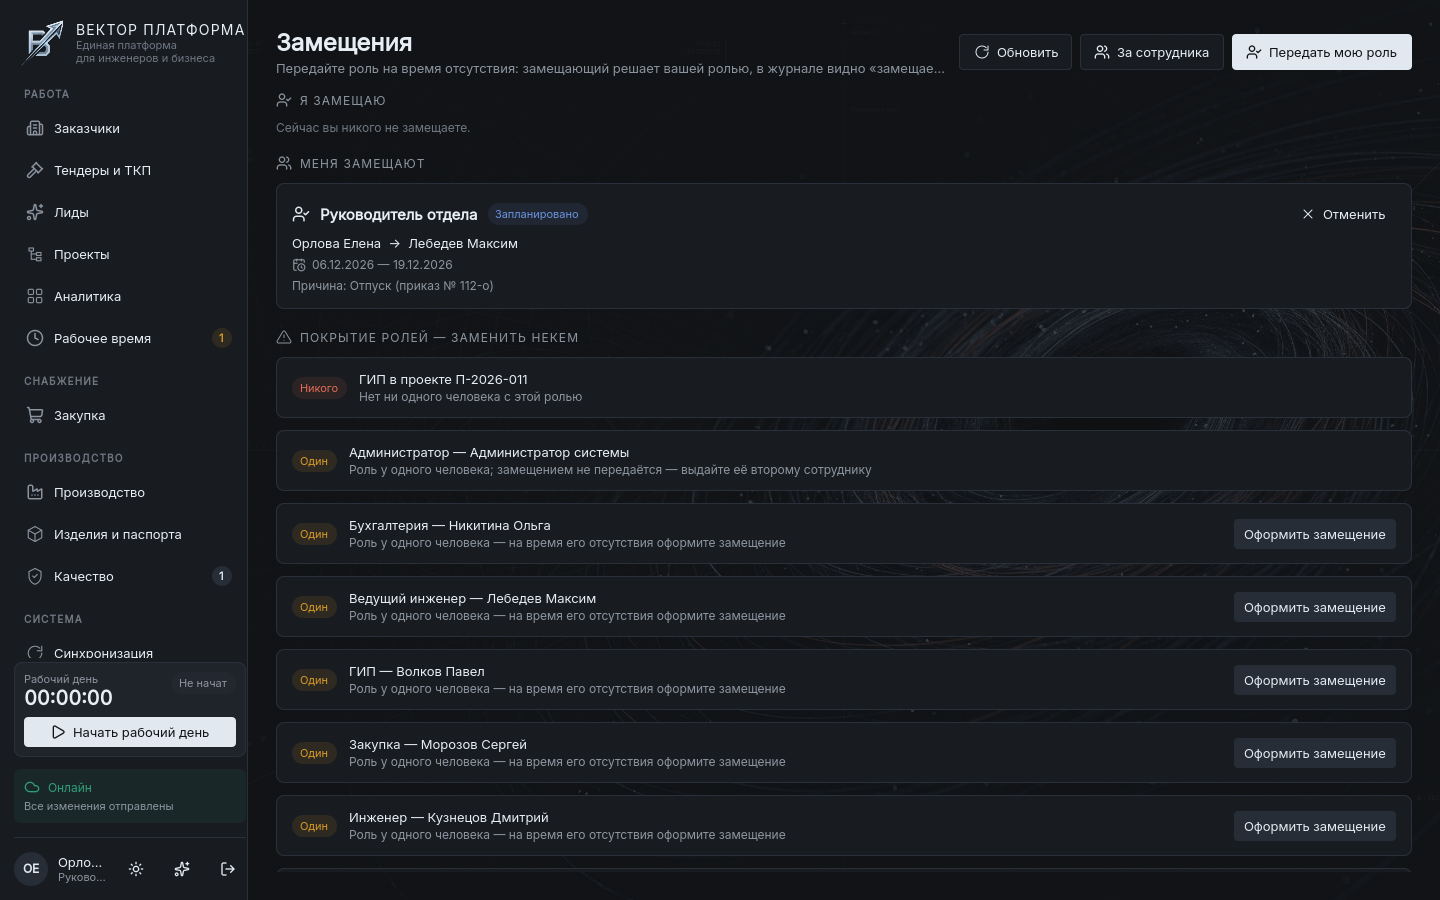 ВЕКТОР ПЛАТФОРМА
Единая платформа
для инженеров и бизнеса
РАБОТА
Заказчики
Тендеры и ТКП
Лиды
Проекты
Аналитика
Рабочее время 1
СНАБЖЕНИЕ
Закупка
ПРОИЗВОДСТВО
Производство
Изделия и паспорта
Качество 1
СИСТЕМА
Синхронизация
Рабочий день
Не начат
00:00:00
Начать рабочий день
Онлайн
Все изменения отправлены
ОЕ
Орло...
Руково...
Замещения
Передайте роль на время отсутствия: замещающий решает вашей ролью, в журнале видно «замещае...
Обновить
За сотрудника
Передать мою роль
Я ЗАМЕЩАЮ
Сейчас вы никого не замещаете.
МЕНЯ ЗАМЕЩАЮТ
Руководитель отдела Запланировано
Отменить
Орлова Елена → Лебедев Максим
06.12.2026 — 19.12.2026
Причина: Отпуск (приказ № 112-о)
ПОКРЫТИЕ РОЛЕЙ — ЗАМЕНИТЬ НЕКЕМ
Никого
ГИП в проекте П-2026-011
Нет ни одного человека с этой ролью
Один
Администратор — Администратор системы
Роль у одного человека; замещением не передаётся — выдайте её второму сотруднику
Один
Бухгалтерия — Никитина Ольга
Роль у одного человека — на время его отсутствия оформите замещение
Оформить замещение
Один
Ведущий инженер — Лебедев Максим
Роль у одного человека — на время его отсутствия оформите замещение
Оформить замещение
Один
ГИП — Волков Павел
Роль у одного человека — на время его отсутствия оформите замещение
Оформить замещение
Один
Закупка — Морозов Сергей
Роль у одного человека — на время его отсутствия оформите замещение
Оформить замещение
Один
Инженер — Кузнецов Дмитрий
Роль у одного человека — на время его отсутствия оформите замещение
Оформить замещение